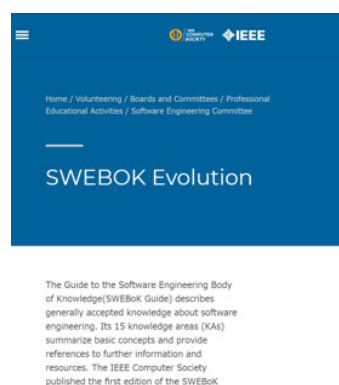 IEEE COMPUTER SOCIETY IEEE
Home / Volunteering / Boards and Committees / Professional
Educational Activities / Software Engineering Committee
SWEBOK Evolution
The Guide to the Software Engineering Body
of Knowledge(SWEBoK Guide) describes
generally accepted knowledge about software
engineering. Its 15 knowledge areas (KAs)
summarize basic concepts and provide
references to further information and
resources. The IEEE Computer Society
published the first edition of the SWEBoK